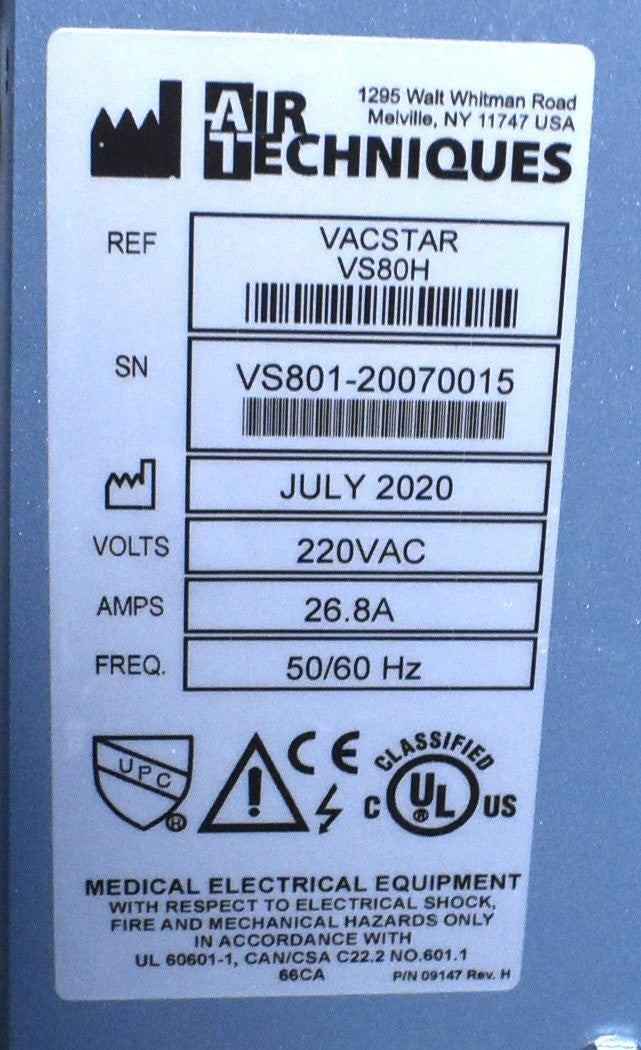 AIR TECHNIQUES
1295 Walt Whitman Road
Melville, NY 11747 USA
REF
VACSTAR
VS80H
SN
VS801-20070015
JULY 2020
VOLTS
220VAC
AMPS
26.8A
FREQ.
50/60 Hz
UPC
®
CE
CLASSIFIED
C UL US
®
MEDICAL ELECTRICAL EQUIPMENT
WITH RESPECT TO ELECTRICAL SHOCK,
FIRE AND MECHANICAL HAZARDS ONLY
IN ACCORDANCE WITH
UL 60601-1, CAN/CSA C22.2 NO.601.1
66CA
P/N 09147 Rev. H